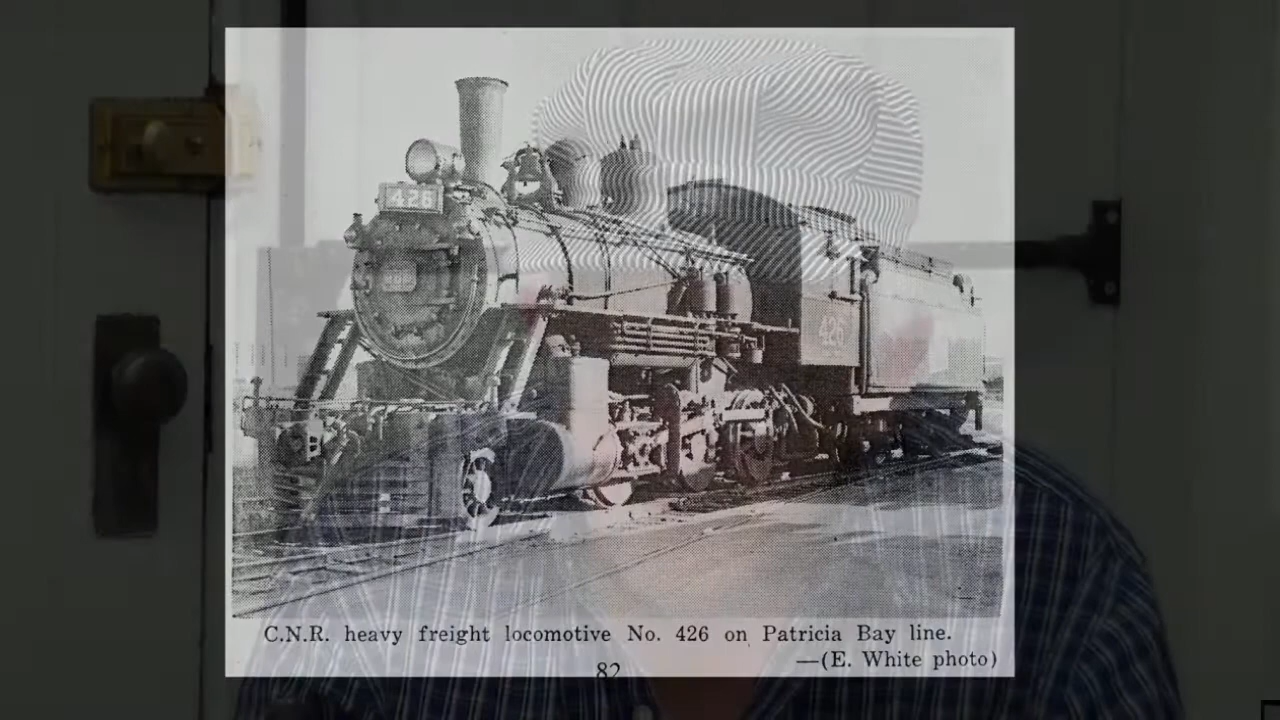 426
426
C.N.R. heavy freight locomotive No. 426 on Patricia Bay line.
—(E. White photo)
82